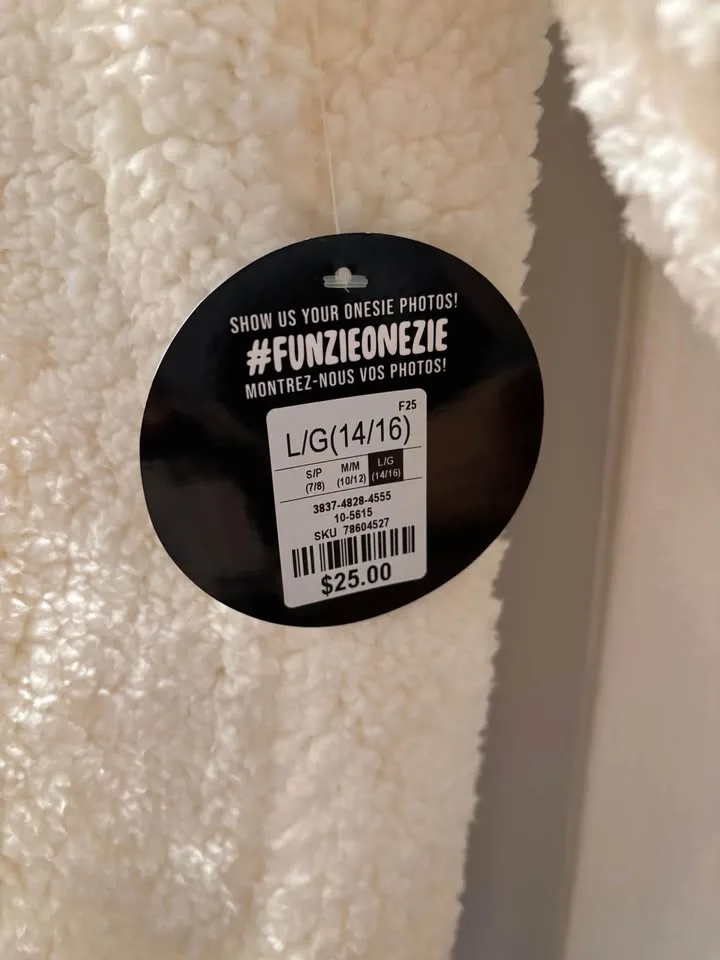 SHOW US YOUR ONESIE PHOTOS!
#FUNZIEONEZIE
MONTREZ-NOUS VOS PHOTOS!
F25
L/G(14/16)
S/P M/M L/G
(7/8) (10/12) (14/16)
3837-4828-4555
10-5615
SKU 78604527
$25.00